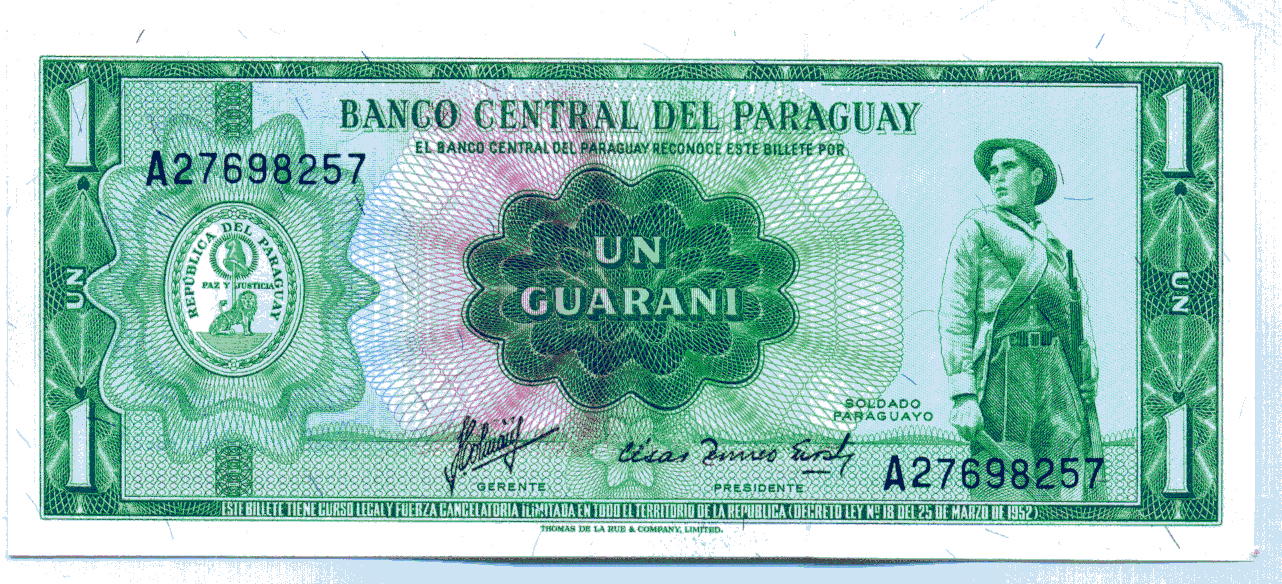 1
1
BANCO CENTRAL DEL PARAGUAY
EL BANCO CENTRAL DEL PARAGUAY RECONOCE ESTE BILLETE POR
A27698257
REPUBLICA DEL PARAGUAY
PAZ Y JUSTICIA
UN
GUARANI
UN
UN
SOLDADO
PARAGUAYO
GERENTE
PRESIDENTE
A27698257
1
1
ESTE BILLETE TIENE CURSO LEGAL Y FUERZA CANCELATORIA ILIMITADA EN TODO EL TERRITORIO DE LA REPUBLICA (DECRETO LEY Nº 18 DEL 25 DE MARZO DE 1952)
THOMAS DE LA RUE & COMPANY, LIMITED.